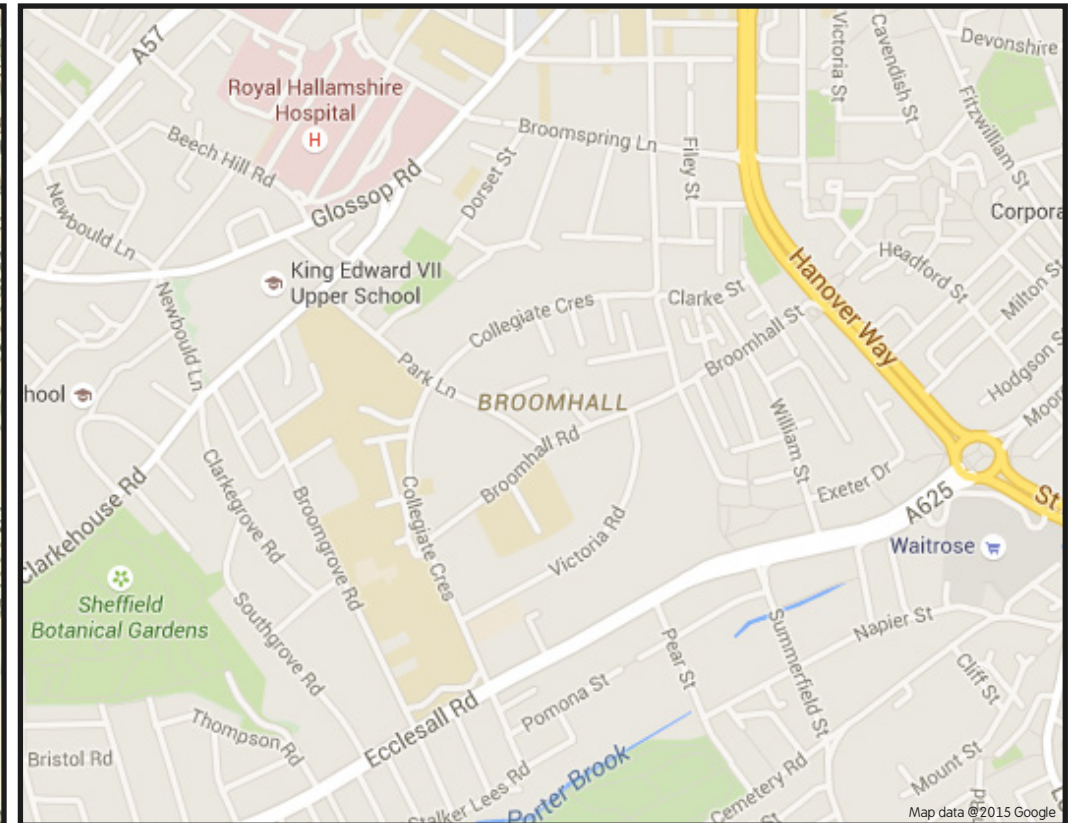 A57
Royal Hallamshire
Hospital
H
Beech Hill Rd
Newbould Ln
Glossop Rd
Broomspring Ln
Dorset St
Filey St
Victoria St
Cavendish St
Devonshire
Fitzwilliam St
Corpora
Headford St
Milton St
Hodgson S
Moor
Hanover Way
King Edward VII
Upper School
Newbould Ln
Collegiate Cres
Clarke St
Broomhall St
Park Ln
BROOMHALL
hool
Broomhall Rd
William St
Exeter Dr
A625
St
Waitrose
Clarkehouse Rd
Clarkegrove Rd
Broomgrove Rd
Collegiate Cres
Victoria Rd
Sheffield
Botanical Gardens
Southgrove Rd
Thompson Rd
Bristol Rd
Ecclesall Rd
Pomona St
Pear St
Summerfield St
Napier St
Cliff St
Mount St
Cemetery Rd
St
Stalker Lees Rd
Porter Brook
Map data @2015 Google